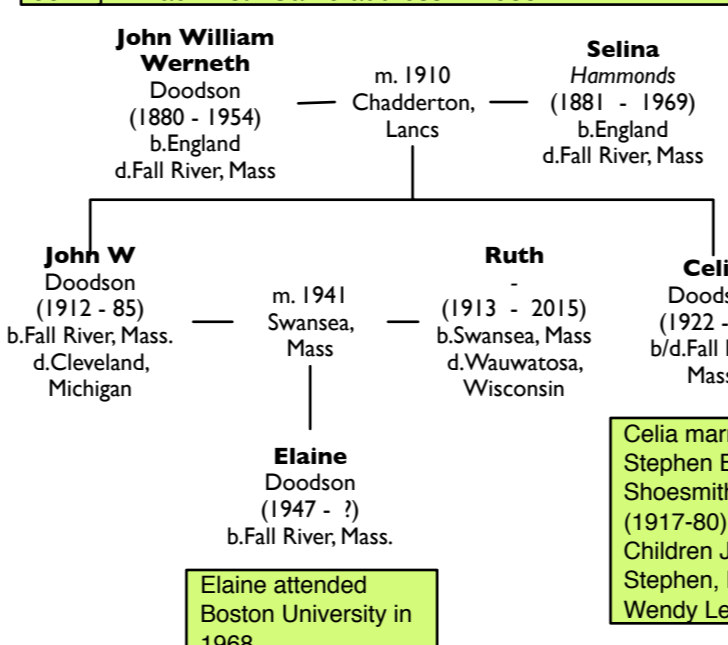 John William
Werneth
Doodson
(1880 - 1954)
b.England
d.Fall River, Mass
m. 1910
Chadderton,
Lancs
Selina
Hammonds
(1881 - 1969)
b.England
d.Fall River, Mass
John W
Doodson
(1912 - 85)
b.Fall River, Mass.
d.Cleveland,
Michigan
m. 1941
Swansea,
Mass
Ruth
-
(1913 - 2015)
b.Swansea, Mass
d.Wauwatosa,
Wisconsin
(1922 -
b/d.Fall
Elaine
Doodson
(1947 - ?)
b.Fall River, Mass.
Elaine attended
Boston University in
1968
Celia
Stephen
Shoesmith
(1917-80)
Children
Stephen,
Wendy